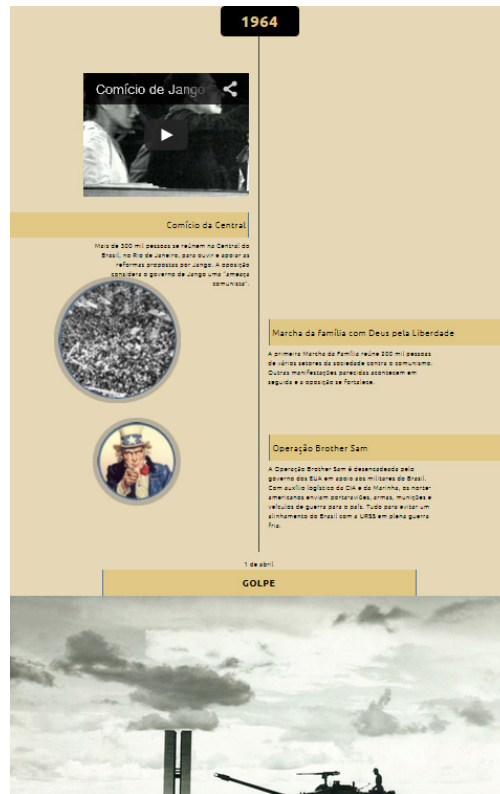 1964
Comício de Jango
Comício da Central
Mais de 300 mil pessoas se reúnem na Central do
Brasil, no Rio de Janeiro, para ouvir e apoiar as
reformas propostas por Jango. A oposição
considera o governo de Jango uma "ameaça
comunista".
Marcha da família com Deus pela Liberdade
A primeira Marcha da Família reúne 200 mil pessoas
de vários setores da sociedade contra o comunismo.
Outras manifestações parecidas acontecem em
seguida e a oposição se fortalece.
Operação Brother Sam
A Operação Brother Sam é desencadeada pelo
governo dos EUA em apoio aos militares do Brasil.
Com auxílio logístico da CIA e da Marinha, os norte-
americanos enviam portaaviões, armas, munições e
veículos de guerra para o país. Tudo para evitar um
alinhamento do Brasil com a URSS em plena guerra
fria.
1 de abril
GOLPE